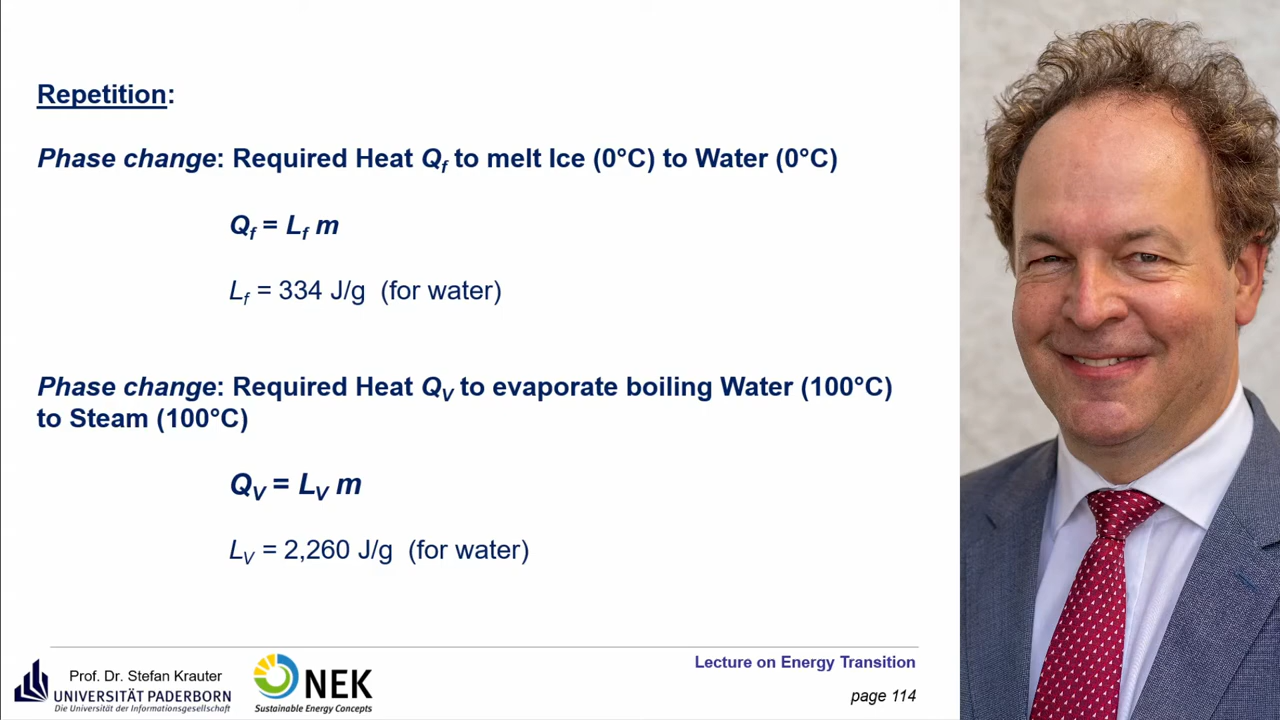 Repetition:
Phase change: Required Heat Qf to melt Ice (0°C) to Water (0°C)
Qf = Lf m
Lf = 334 J/g (for water)
Phase change: Required Heat QV to evaporate boiling Water (100°C)
to Steam (100°C)
QV = LV m
LV = 2,260 J/g (for water)
Prof. Dr. Stefan Krauter
UNIVERSITÄT PADERBORN
Die Universität der Informationsgesellschaft
NEK
Sustainable Energy Concepts
Lecture on Energy Transition
page 114